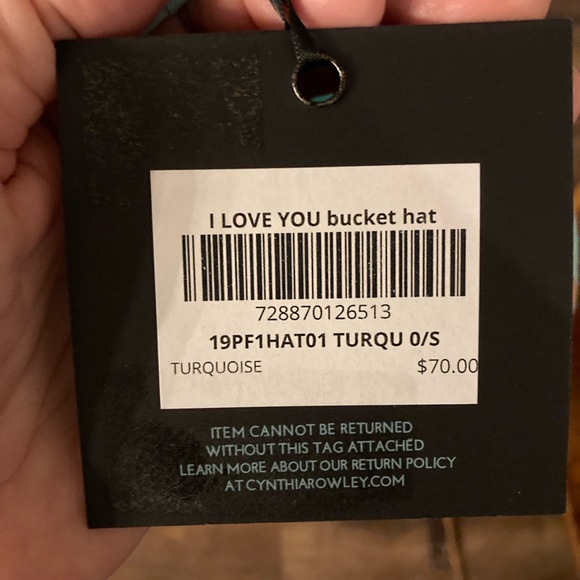 I LOVE YOU bucket hat
728870126513
19PF1HAT01 TURQU 0/S
TURQUOISE $70.00
ITEM CANNOT BE RETURNED
WITHOUT THIS TAG ATTACHED
LEARN MORE ABOUT OUR RETURN POLICY
AT CYNTHIAROWLEY.COM